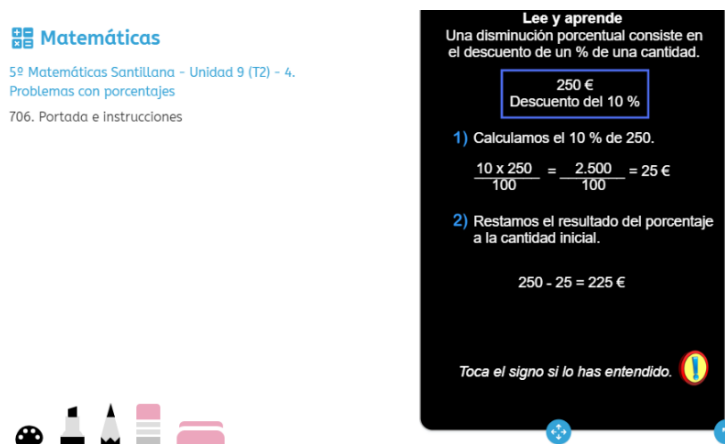 Matemáticas
5º Matemáticas Santillana - Unidad 9 (T2) - 4.
Problemas con porcentajes
706. Portada e instrucciones
Lee y aprende
Una disminución porcentual consiste en
el descuento de un % de una cantidad.
250 €
Descuento del 10 %
1) Calculamos el 10 % de 250.
10 x 250 = 2.500 = 25 €
100 100
2) Restamos el resultado del porcentaje
a la cantidad inicial.
250 - 25 = 225 €
Toca el signo si lo has entendido. !